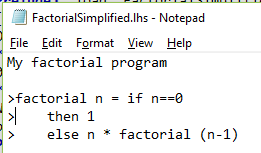 FactorialSimplified.lhs - Notepad
File Edit Format View Help
My factorial program
>factorial n = if n==0
>    then 1
>    else n * factorial (n-1)